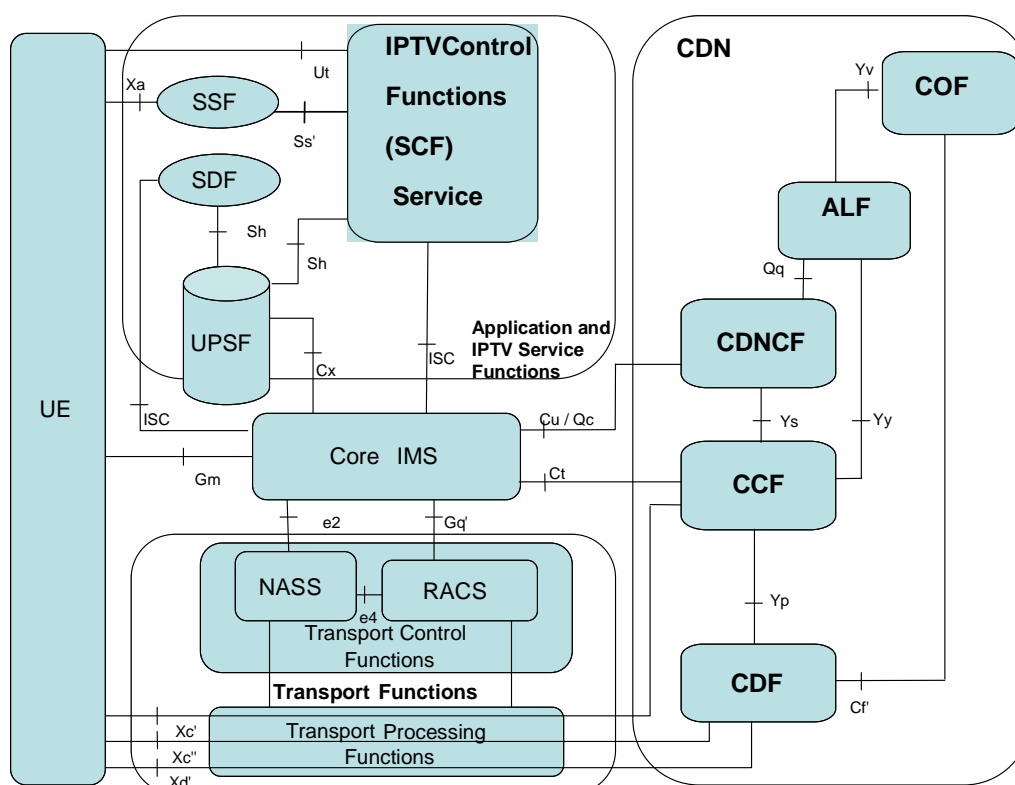 IPTVControl
Functions
(SCF)
Service
CDN
COF
Yv
Ut
Xa
SSF
Ss'
SDF
ALF
Sh
Sh
Qq
UPSF
Application and
IPTV Service
Functions
CDNCF
Cx
ISC
UE
ISC
Cu / Qc
Ys
Yy
Core IMS
Gm
Ct
CCF
e2
Gq'
NASS
RACS
e4
Yp
Transport Control
Functions
Transport Functions
CDF
Cf'
Xc'
Transport Processing
Functions
Xc''
Xd'